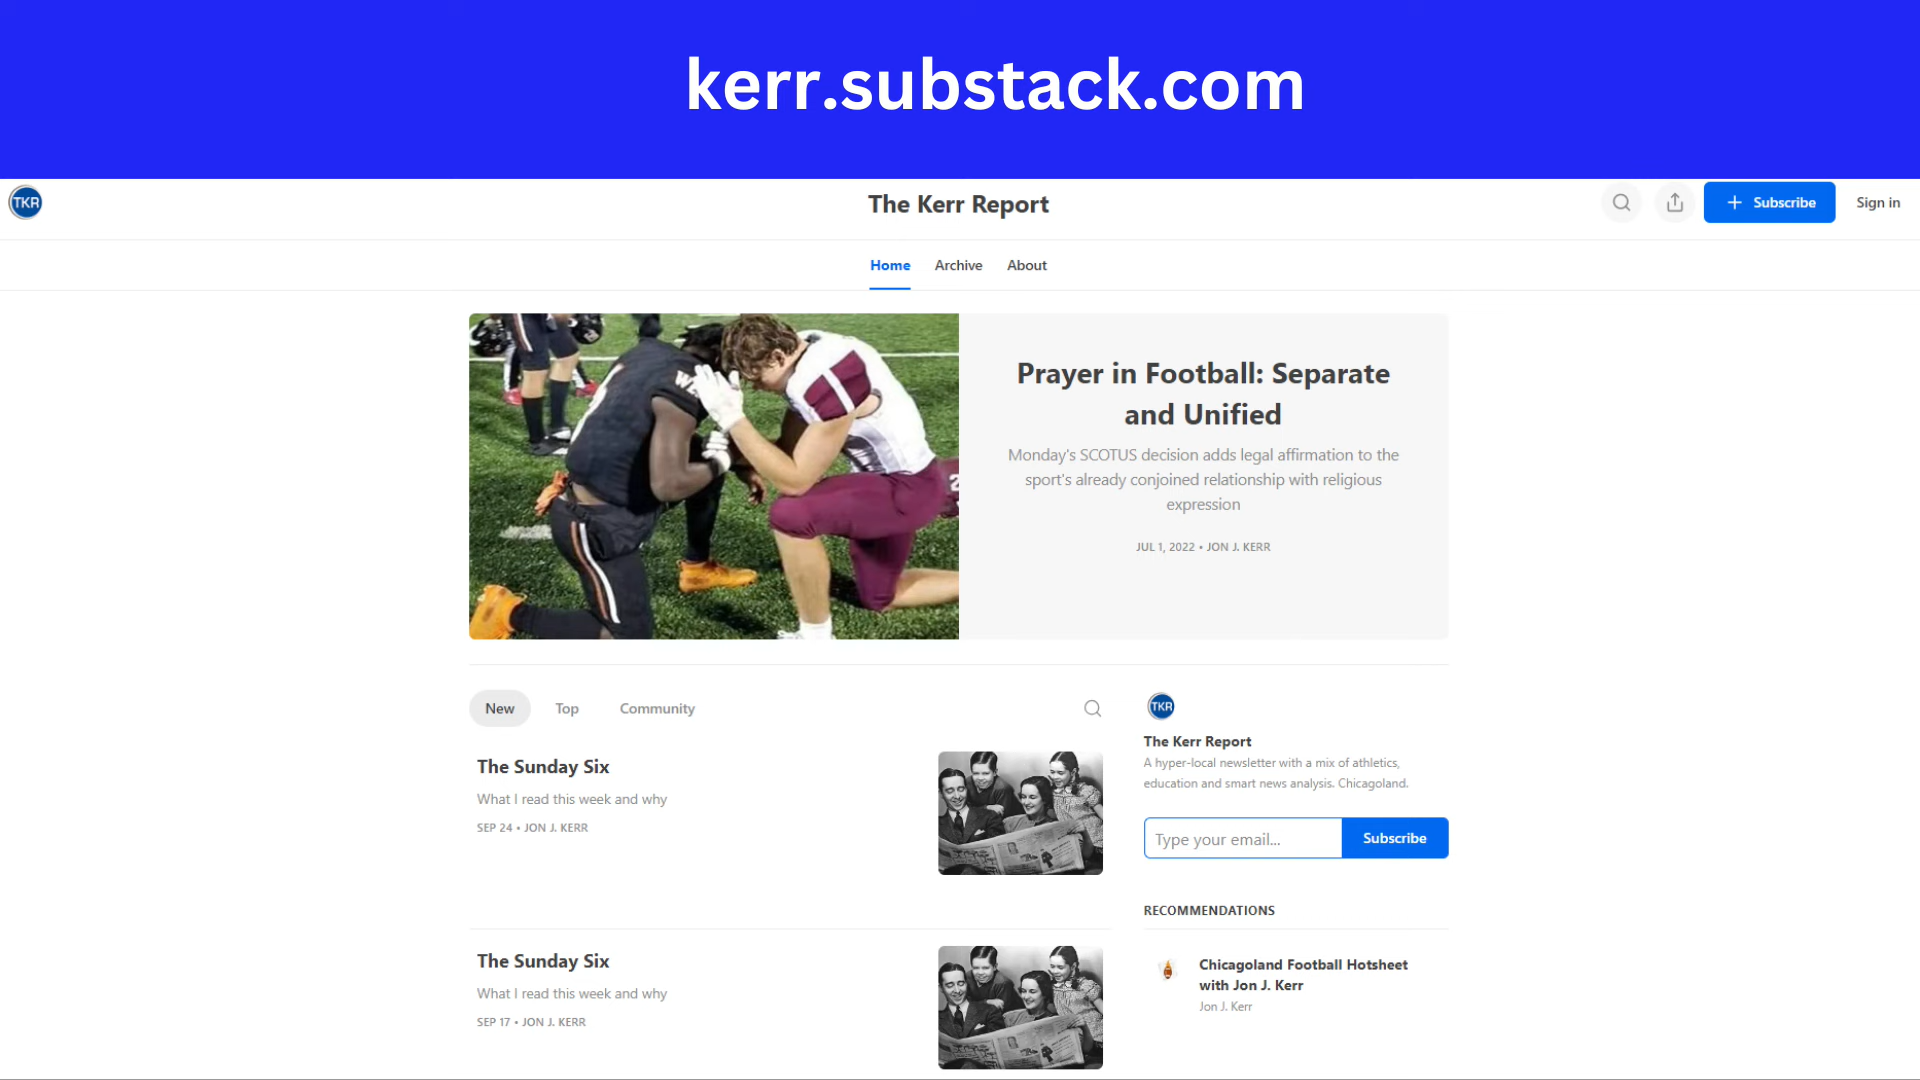 kerr.substack.com
TKR
The Kerr Report
Subscribe
Sign in
Home
Archive
About
Prayer in Football: Separate
and Unified
Monday's SCOTUS decision adds legal affirmation to the
sport's already conjoined relationship with religious
expression
JUL 1, 2022 • JON J. KERR
New
Top
Community
The Sunday Six
What I read this week and why
SEP 24 • JON J. KERR
The Sunday Six
What I read this week and why
SEP 17 • JON J. KERR
TKR
The Kerr Report
A hyper-local newsletter with a mix of athletics,
education and smart news analysis. Chicagoland.
Type your email...
Subscribe
RECOMMENDATIONS
Chicagoland Football Hotsheet
with Jon J. Kerr
Jon J. Kerr